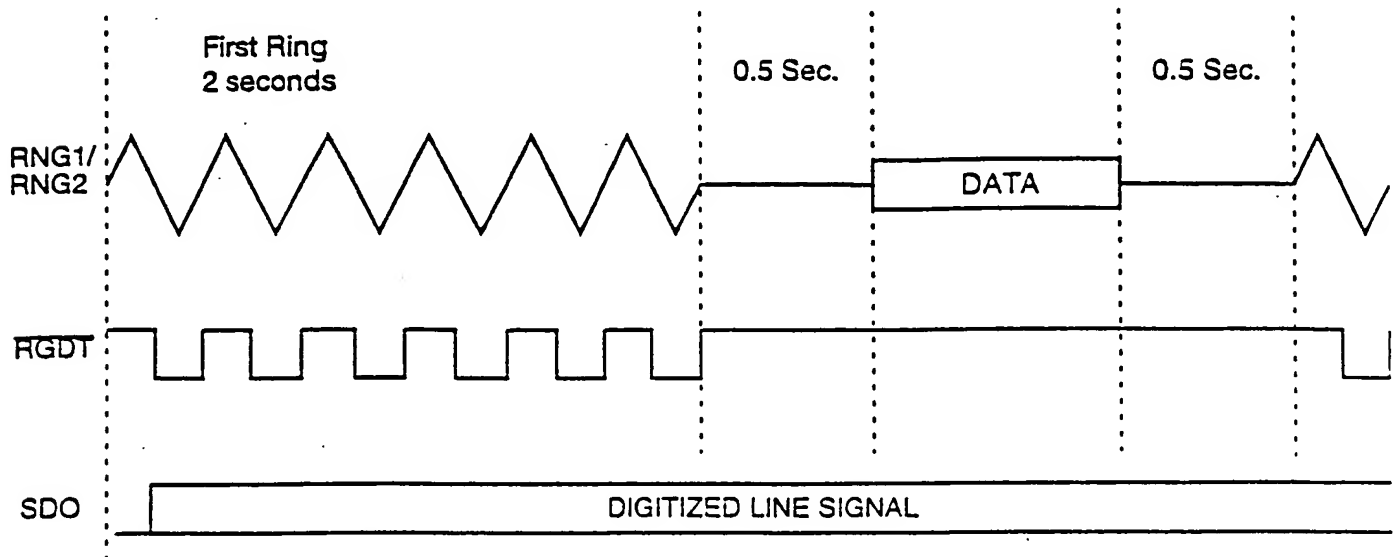 First Ring
2 seconds
0.5 Sec.
0.5 Sec.
RNG1/
RNG2
DATA
RGDT
SDO
DIGITIZED LINE SIGNAL